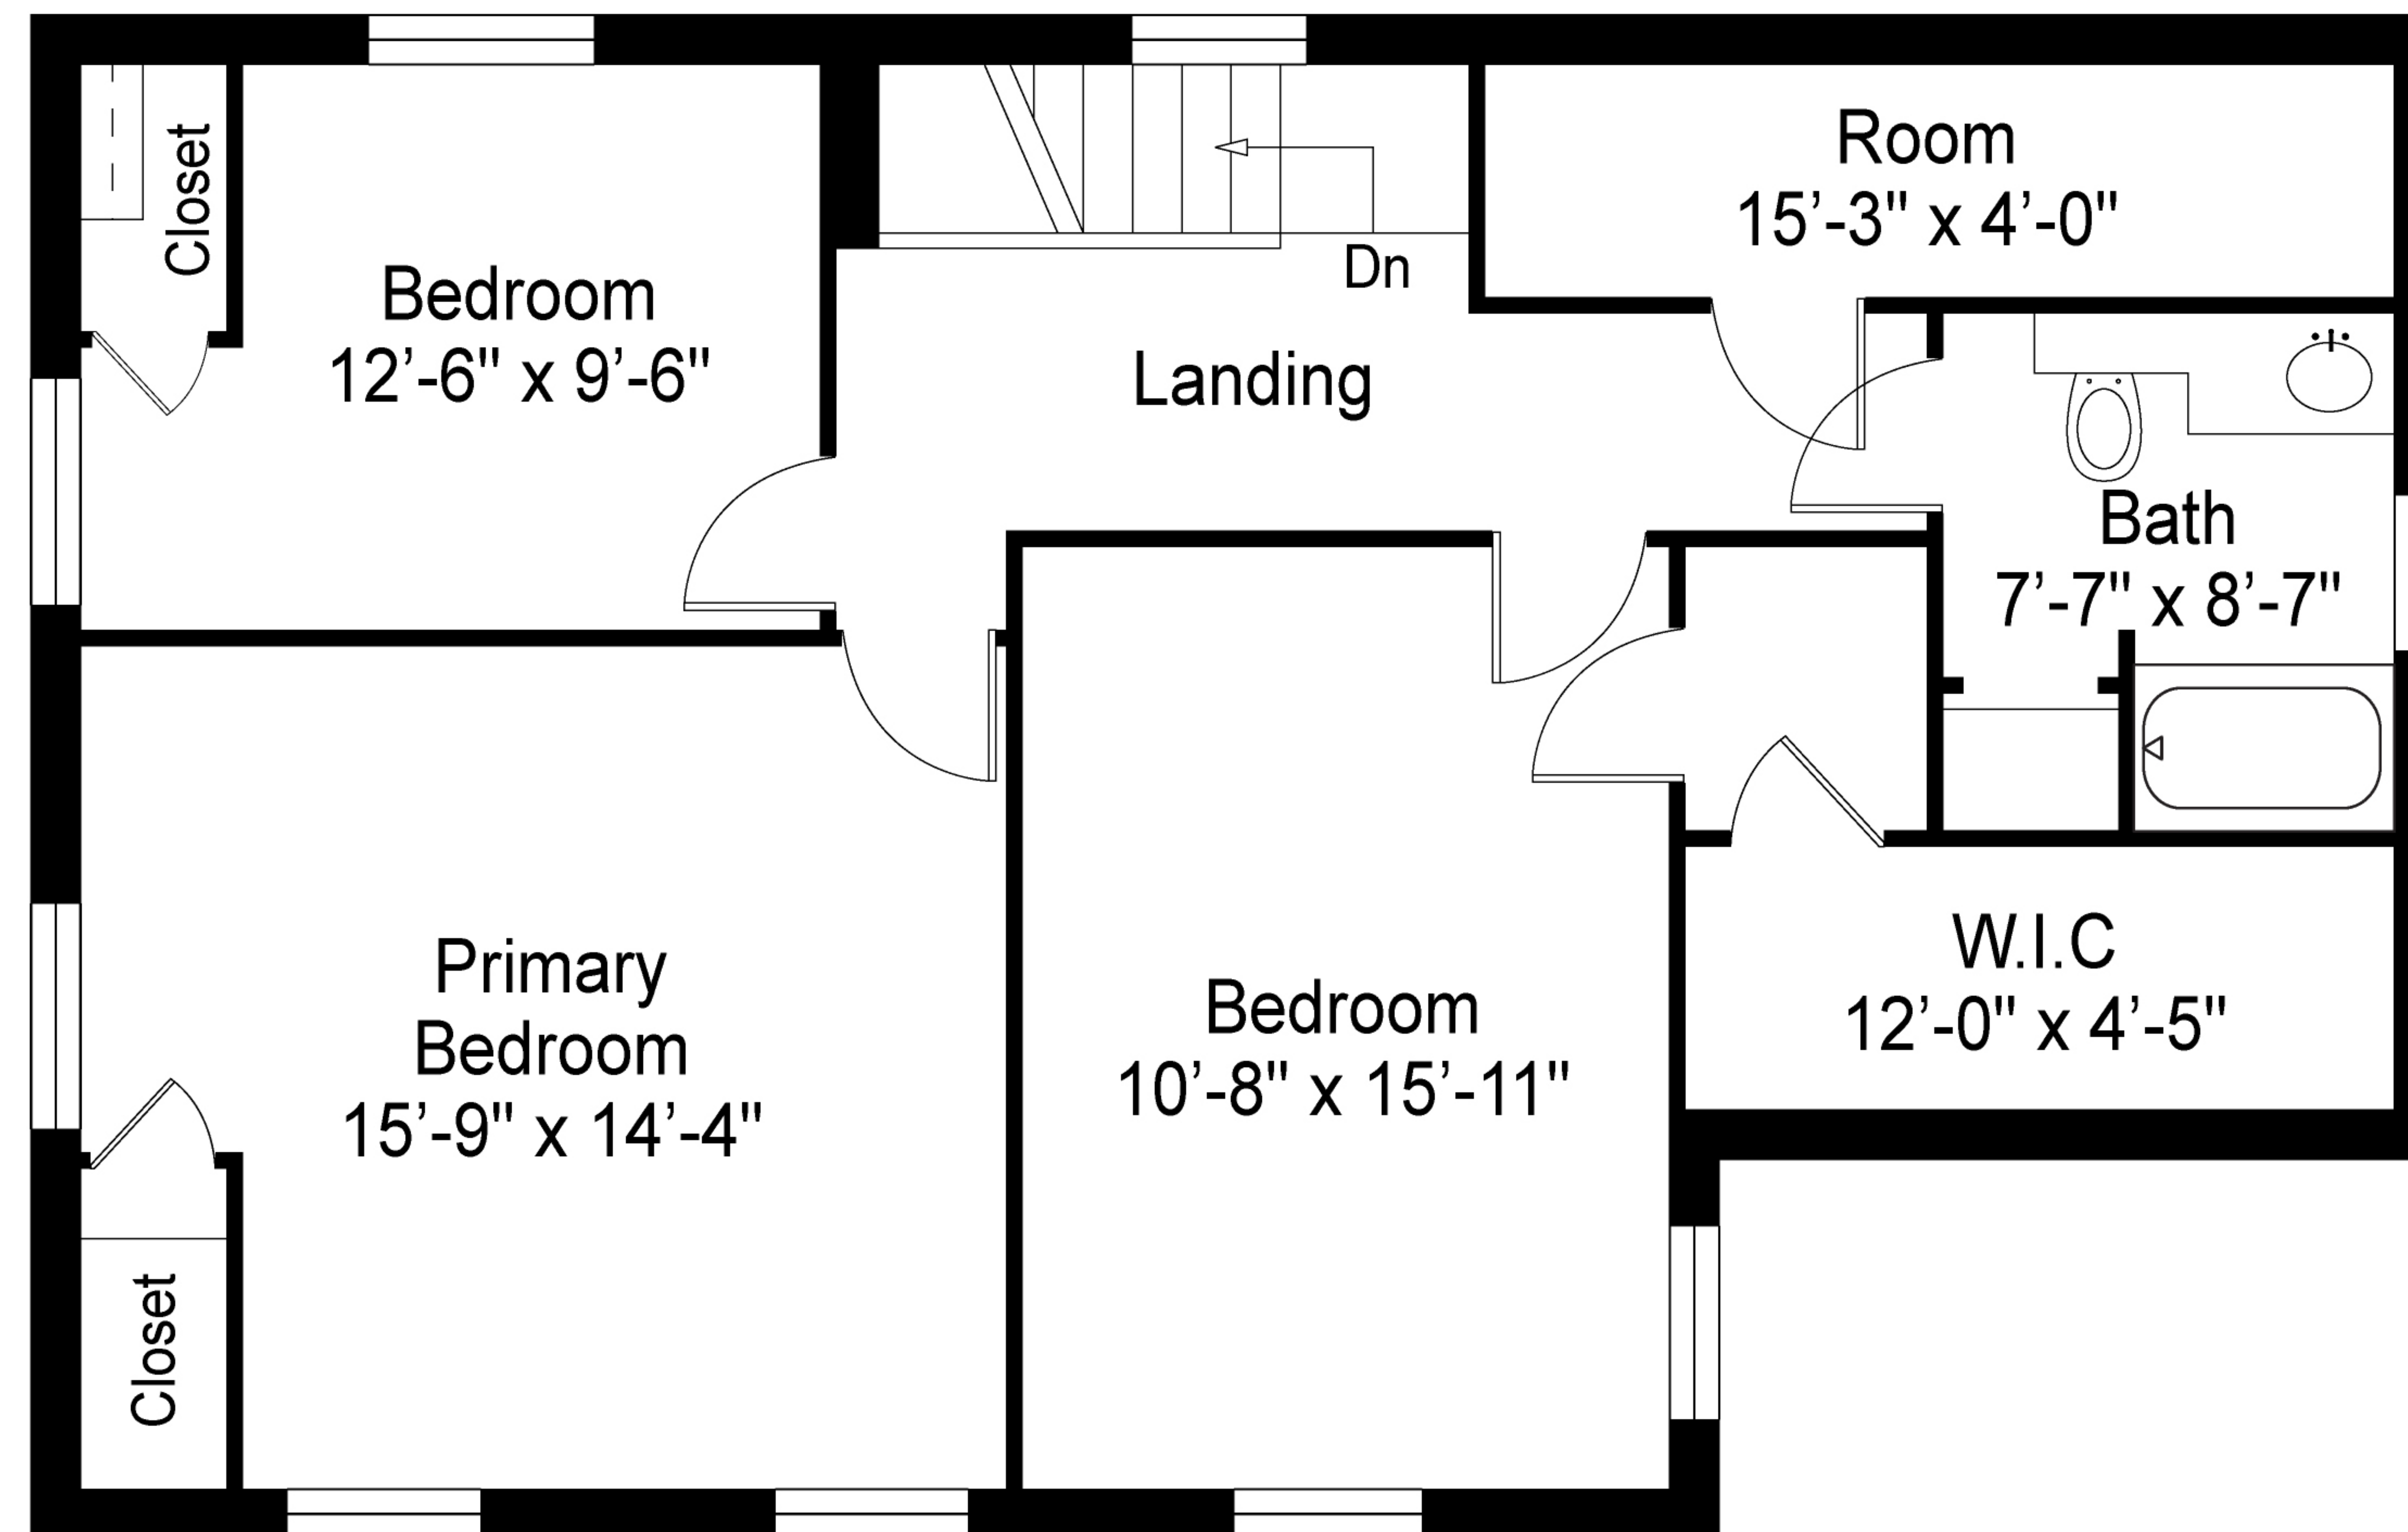 Closet
Bedroom
12’-6" x 9’-6"
Dn
Landing
Room
15’-3" x 4’-0"
Bath
7’-7" x 8’-7"
Primary
Bedroom
15’-9" x 14’-4"
Closet
Bedroom
10’-8" x 15’-11"
W.I.C
12’-0" x 4’-5"